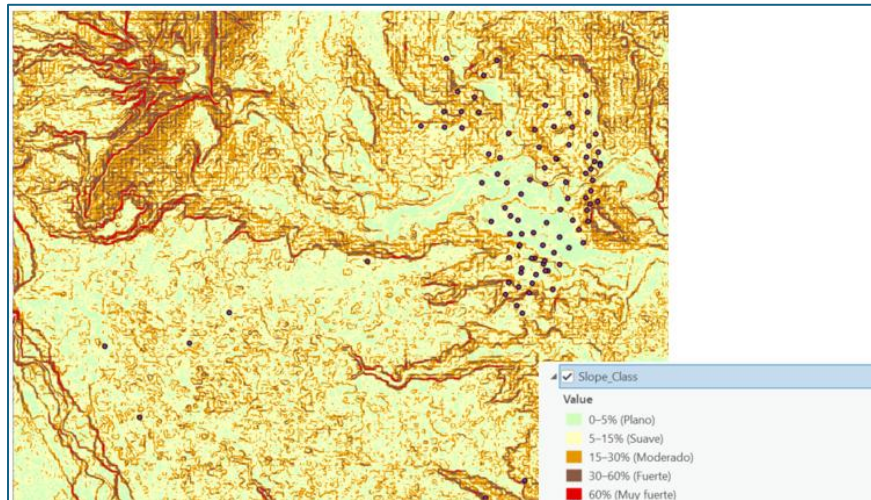 Slope_Class
Value
0–5% (Plano)
5–15% (Suave)
15–30% (Moderado)
30–60% (Fuerte)
60% (Muy fuerte)